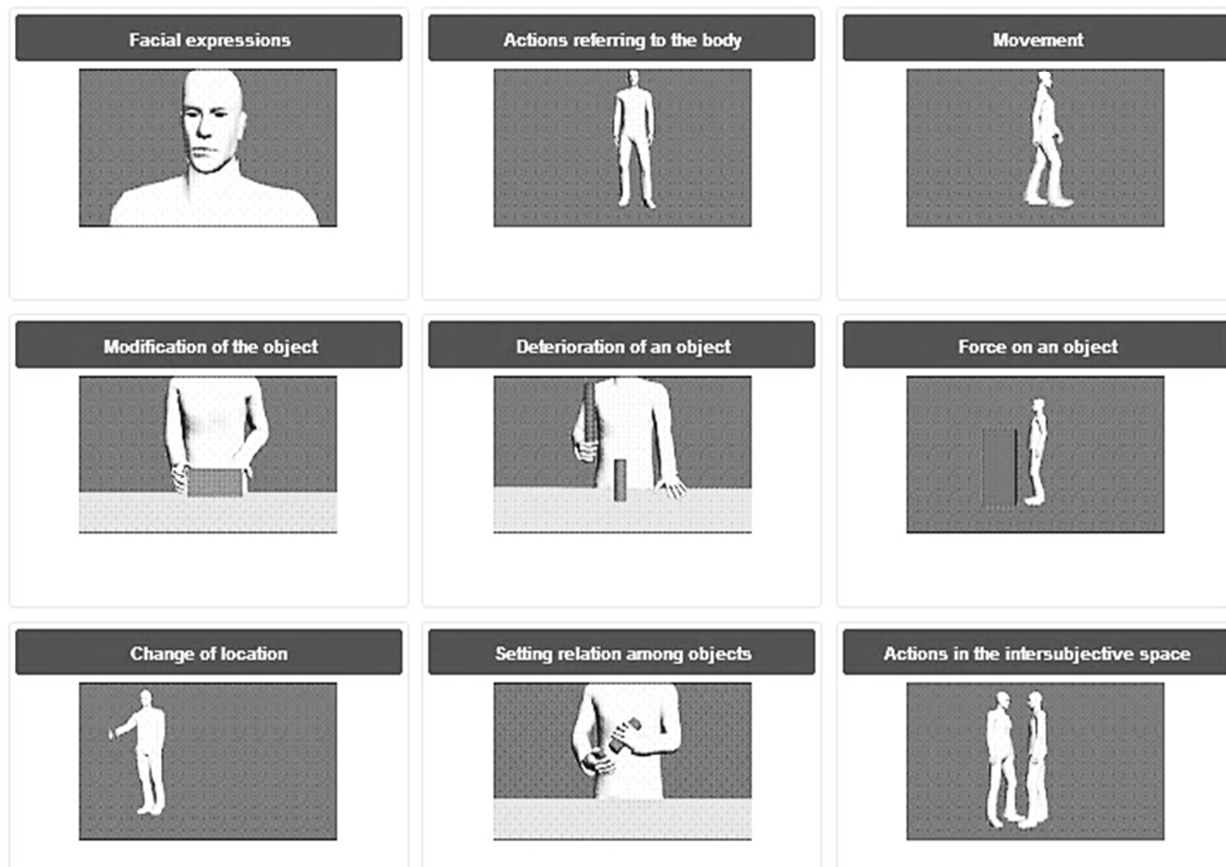 Facial expressions
Actions referring to the body
Movement
Modification of the object
Deterioration of an object
Force on an object
Change of location
Setting relation among objects
Actions in the intersubjective space